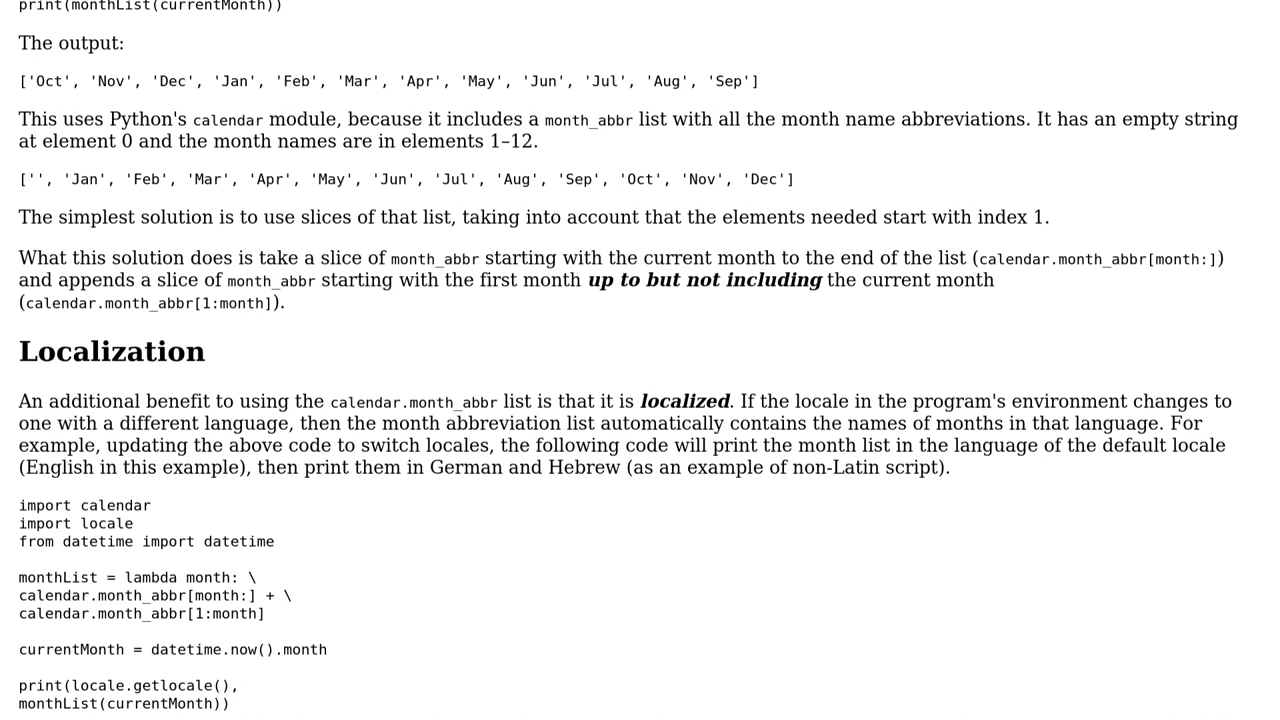 print(monthList(currentMonth))
The output:
['Oct', 'Nov', 'Dec', 'Jan', 'Feb', 'Mar', 'Apr', 'May', 'Jun', 'Jul', 'Aug', 'Sep']
This uses Python's calendar module, because it includes a month_abbr list with all the month name abbreviations. It has an empty string
at element 0 and the month names are in elements 1–12.
['', 'Jan', 'Feb', 'Mar', 'Apr', 'May', 'Jun', 'Jul', 'Aug', 'Sep', 'Oct', 'Nov', 'Dec']
The simplest solution is to use slices of that list, taking into account that the elements needed start with index 1.
What this solution does is take a slice of month_abbr starting with the current month to the end of the list (calendar.month_abbr[month:])
and appends a slice of month_abbr starting with the first month up to but not including the current month
(calendar.month_abbr[1:month]).
Localization
An additional benefit to using the calendar.month_abbr list is that it is localized. If the locale in the program's environment changes to
one with a different language, then the month abbreviation list automatically contains the names of months in that language. For
example, updating the above code to switch locales, the following code will print the month list in the language of the default locale
(English in this example), then print them in German and Hebrew (as an example of non-Latin script).
import calendar
import locale
from datetime import datetime
monthList = lambda month: \
calendar.month_abbr[month:] + \
calendar.month_abbr[1:month]
currentMonth = datetime.now().month
print(locale.getlocale(),
monthList(currentMonth))